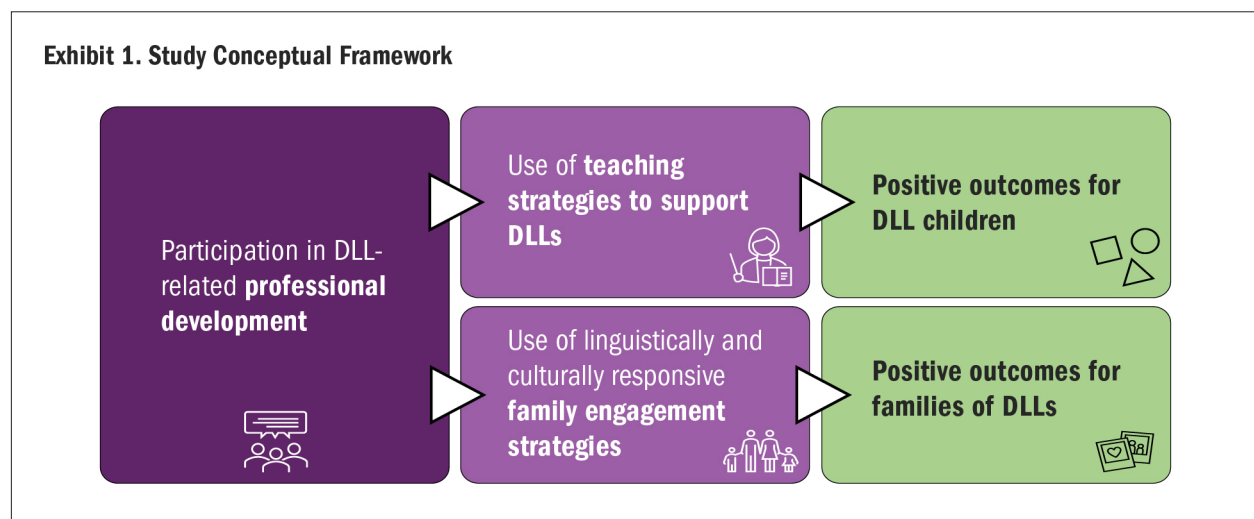 Exhibit 1. Study Conceptual Framework
Participation in DLL-
related professional
development
Use of teaching
strategies to support
DLLs
Positive outcomes for
DLL children
Use of linguistically and
culturally responsive
family engagement
strategies
Positive outcomes for
families of DLLs